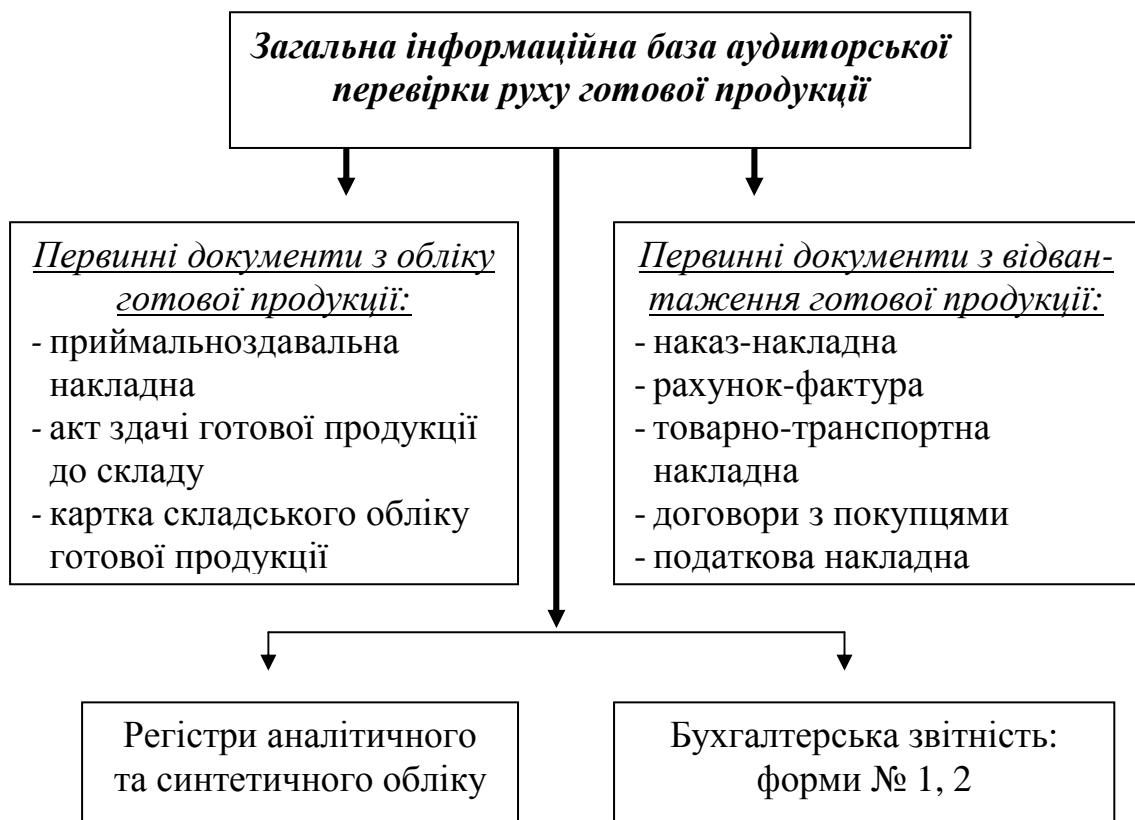 Загальна інформаційна база аудиторської
перевірки руху готової продукції
Первинні документи з обліку
готової продукції:
- приймальноздавальна
накладна
- акт здачі готової продукції
до складу
- картка складського обліку
готової продукції
Первинні документи з відван-
таження готової продукції:
- наказ-накладна
- рахунок-фактура
- товарно-транспортна
накладна
- договори з покупцями
- податкова накладна
Регістри аналітичного
та синтетичного обліку
Бухгалтерська звітність:
форми № 1, 2